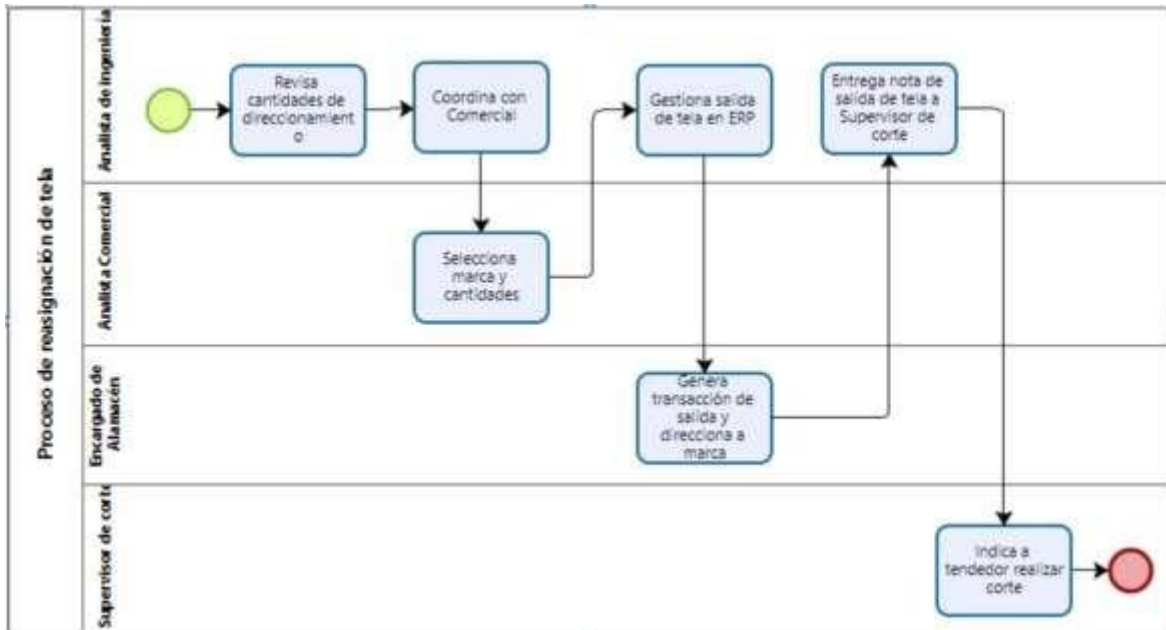 Proceso de reasignación de tela
Analista de Ingeniería
Revisa
cantidades de
direccionamient
o
Coordina con
Comercial
Gestiona salida
de tela en ERP
Entrega nota de
salida de tela a
Supervisor de
corte
Analista Comercial
Selecciona
marca y
cantidades
Encargado de
Alamacén
Genera
transacción de
salida y
direcciona a
marca
Supervisor de corte
Indica a
tendedor realizar
corte